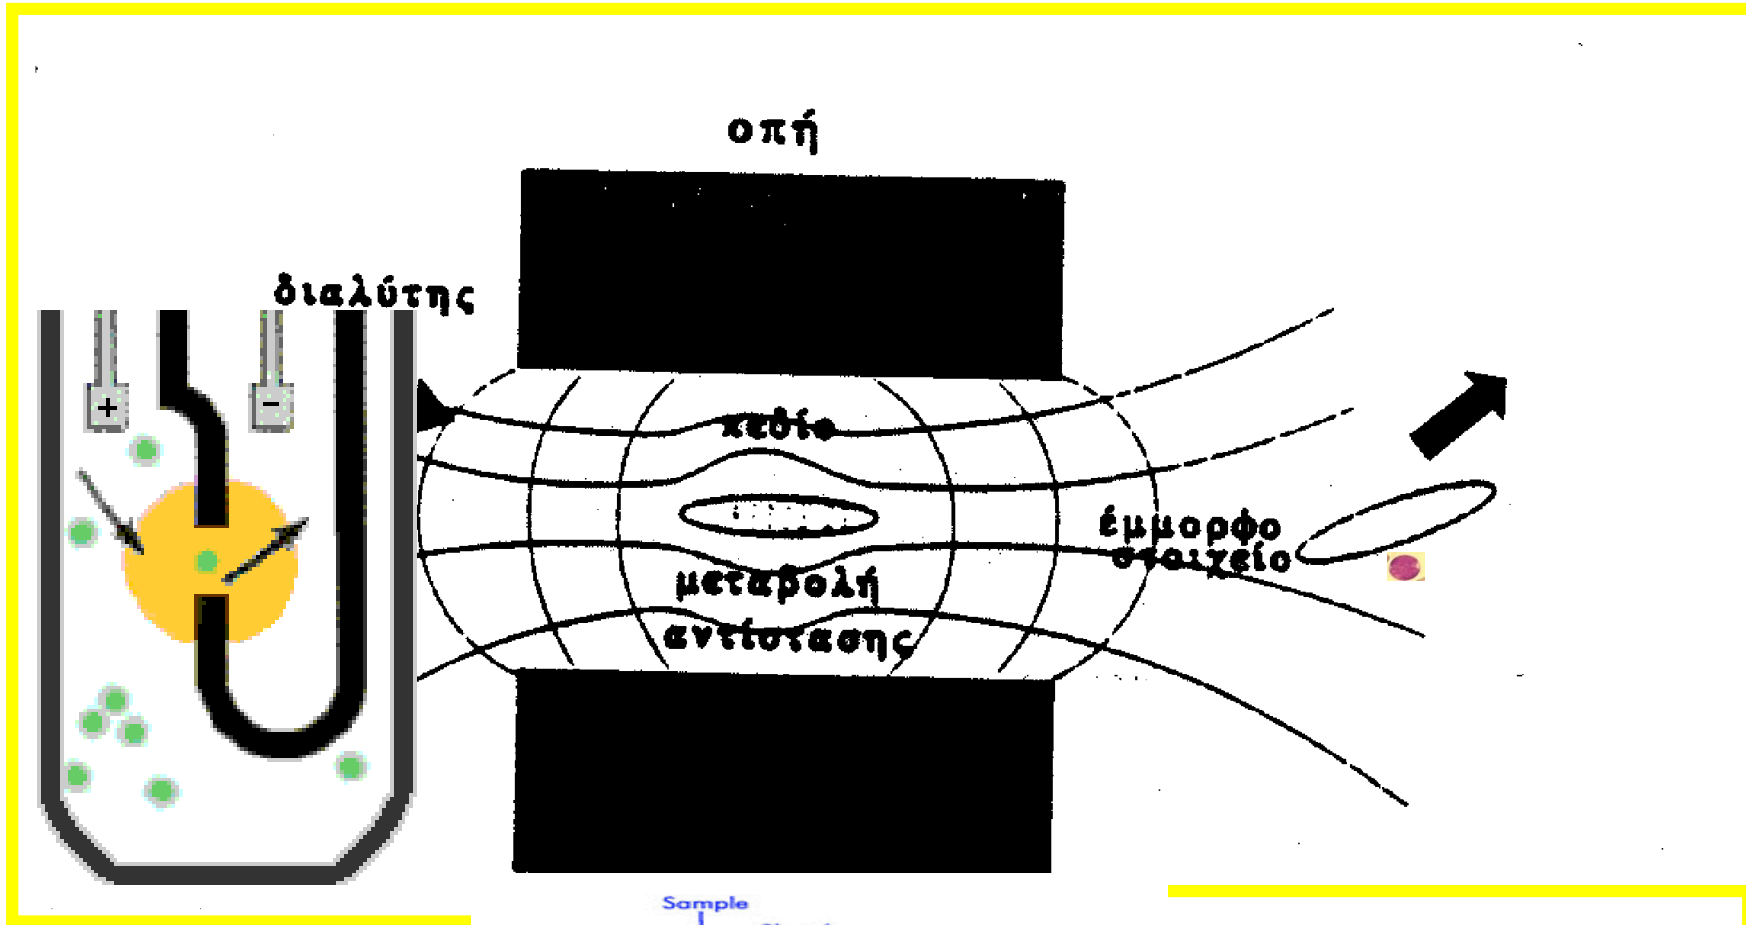 οπή
διαλύτης
+ -
πεδίο
έμμορφο
στοιχείο
μεταβολή
αντίστασης
Sample